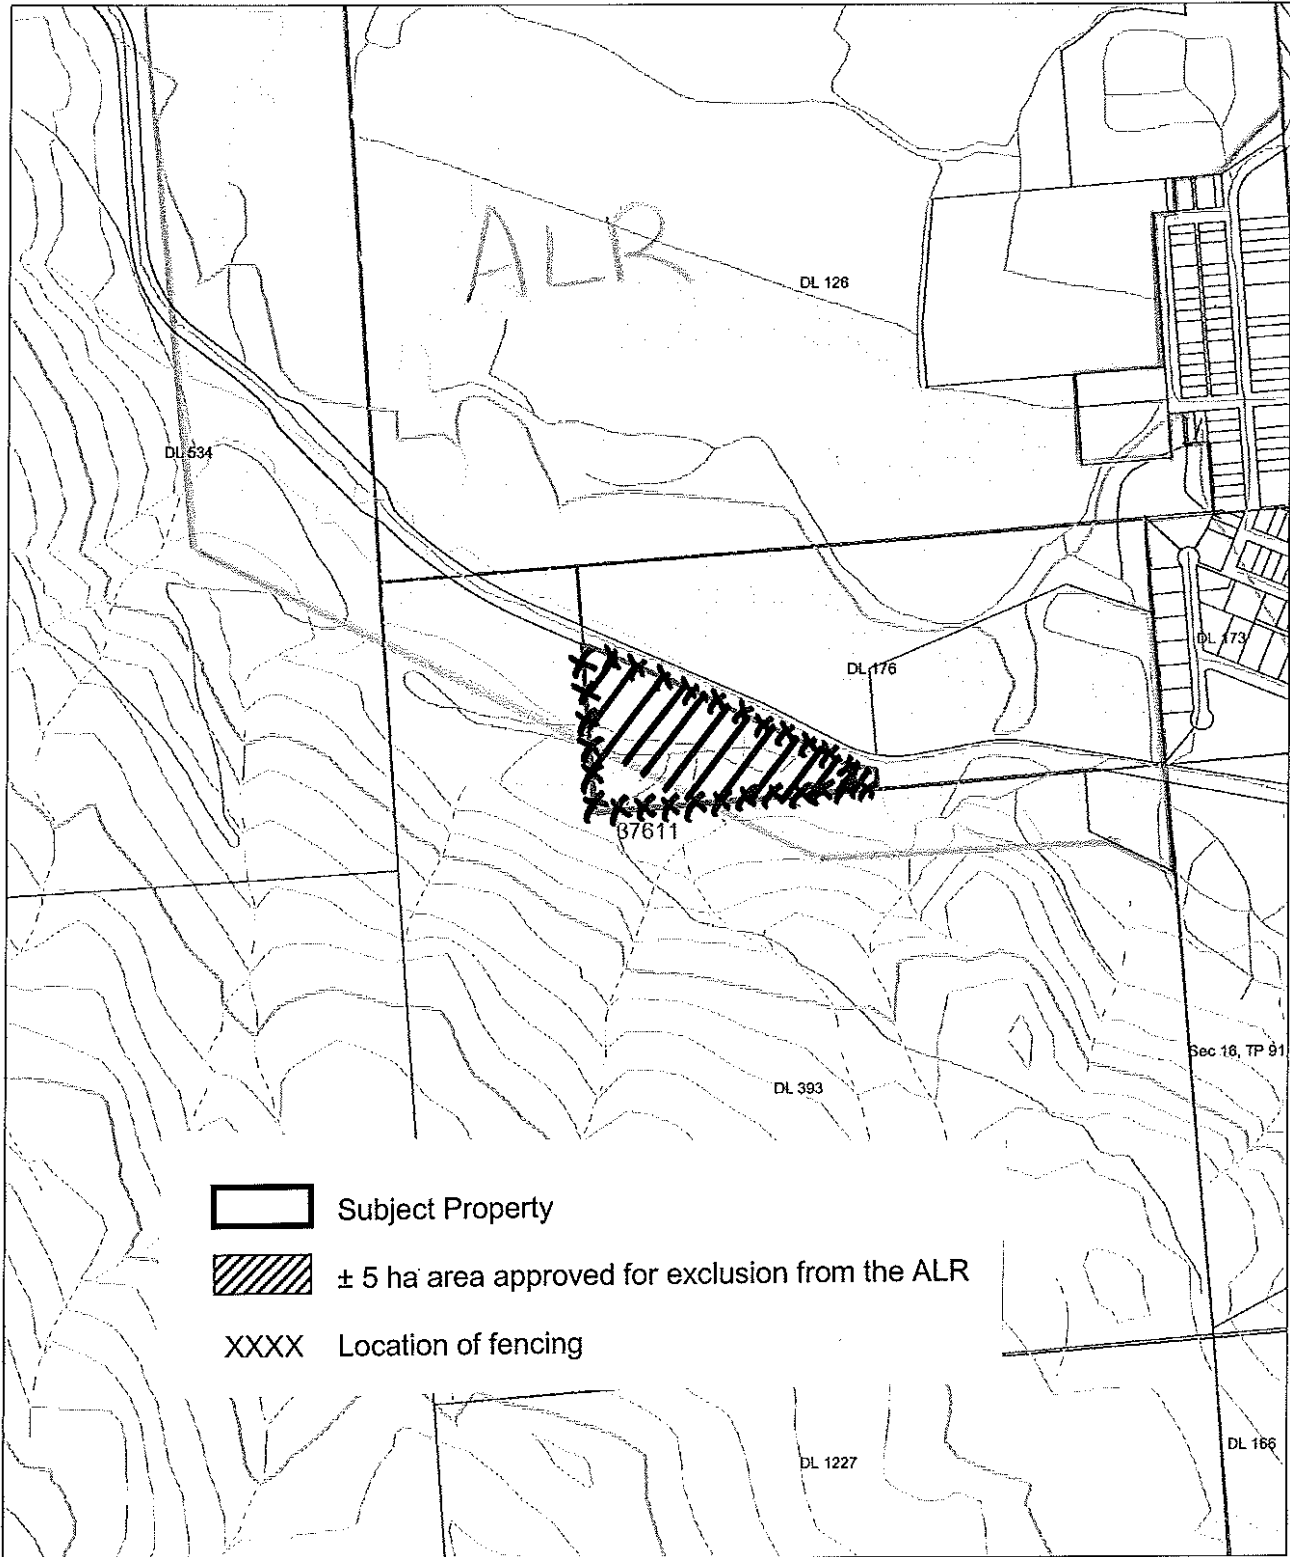 ALR
DL 126
DL 534
DL 173
DL 176
37611
Sec 18, TP 91
DL 393
Subject Property
± 5 ha area approved for exclusion from the ALR
XXXX Location of fencing
DL 166
DL 1227